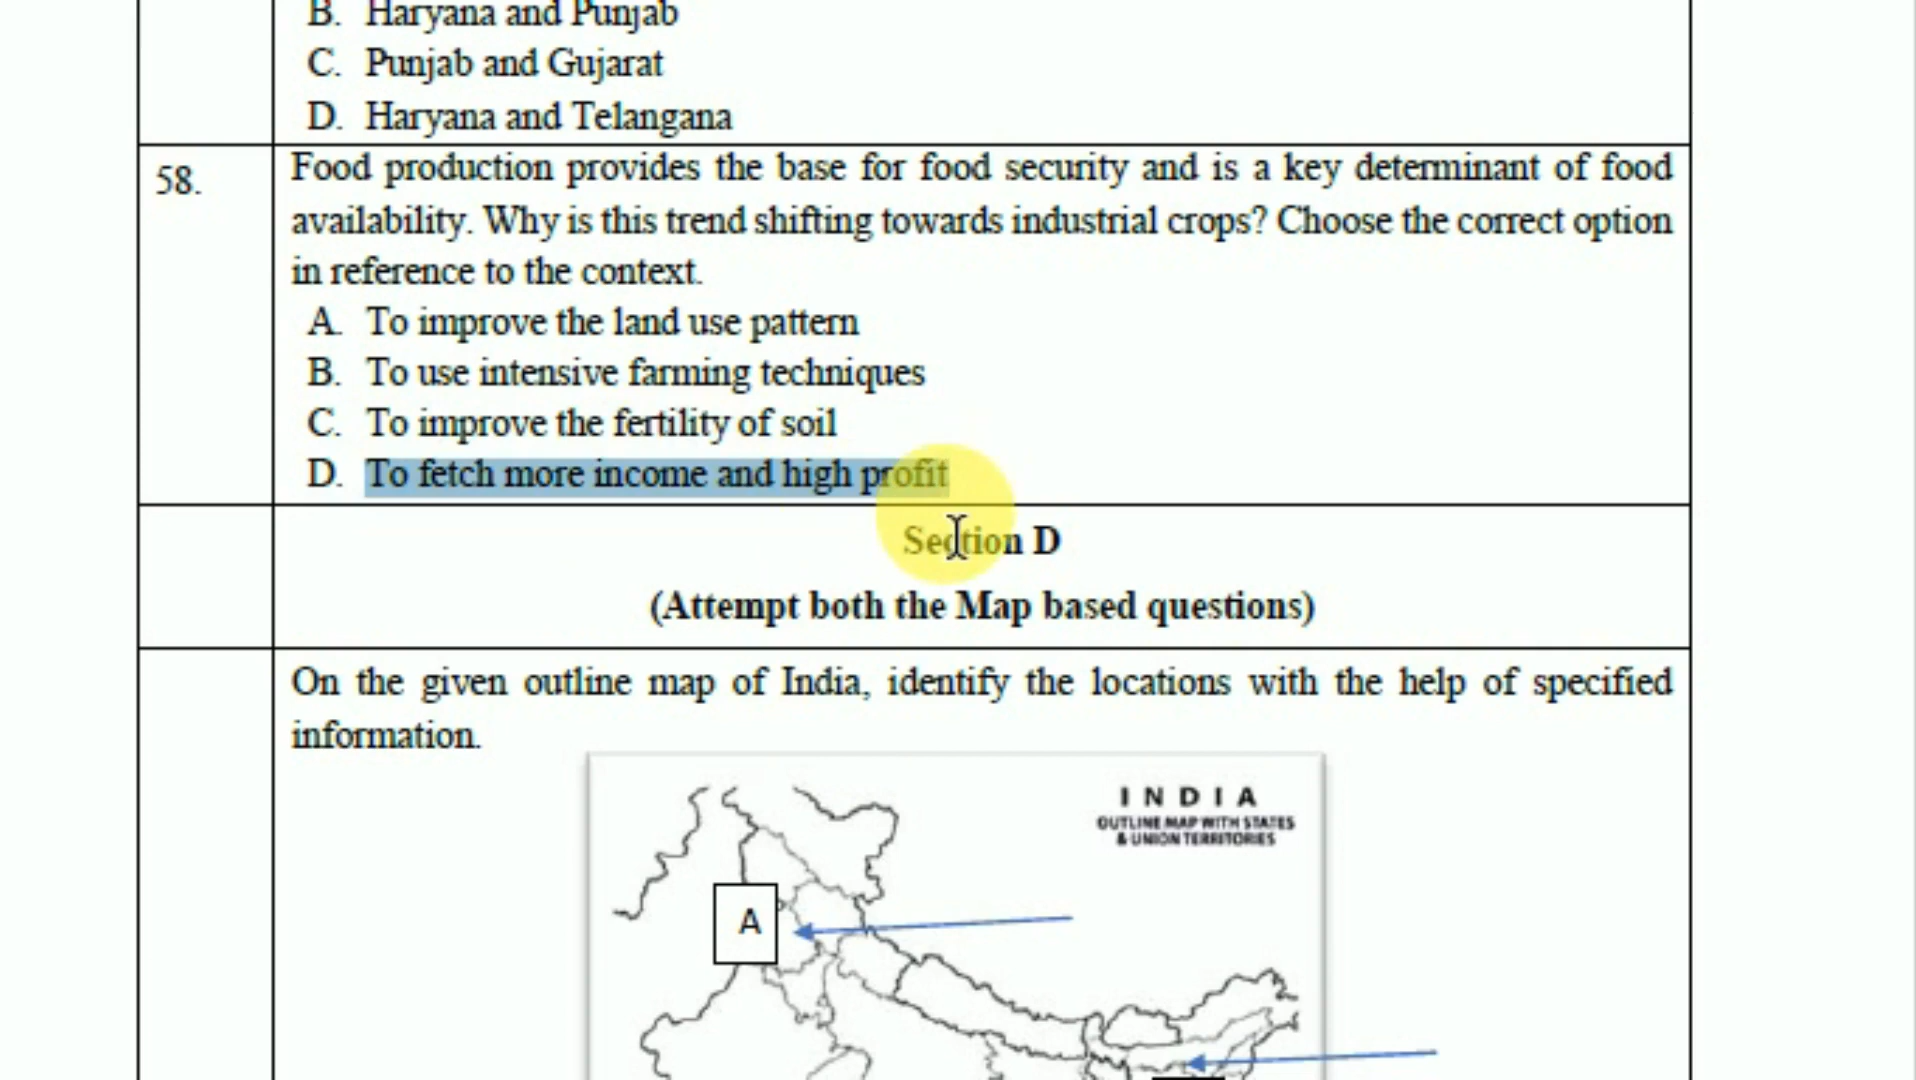 B. Haryana and Punjab
C. Punjab and Gujarat
D. Haryana and Telangana
58.
Food production provides the base for food security and is a key determinant of food
availability. Why is this trend shifting towards industrial crops? Choose the correct option
in reference to the context.
A. To improve the land use pattern
B. To use intensive farming techniques
C. To improve the fertility of soil
D. To fetch more income and high profit
Section D
(Attempt both the Map based questions)
On the given outline map of India, identify the locations with the help of specified
information.
INDIA
OUTLINE MAP WITH STATES
& UNION TERRITORIES
A